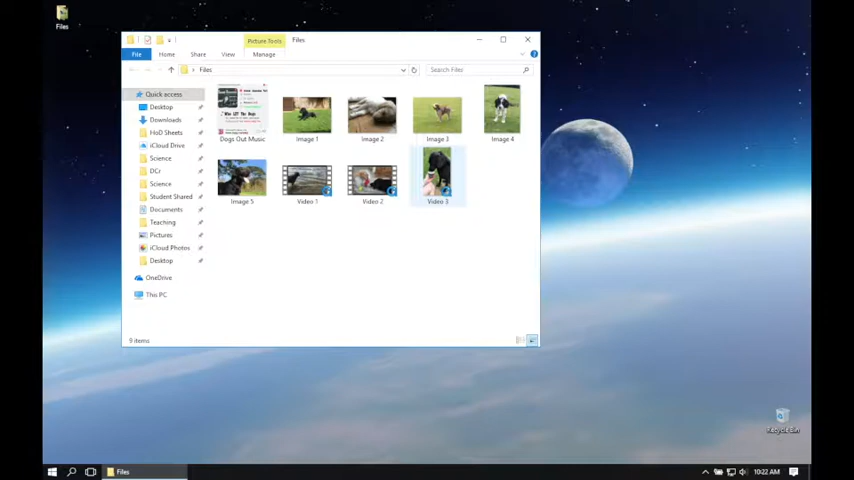 Files
Picture Tools
Files
File
Home
Share
View
Manage
Files
Search Files
Quick access
Desktop
Downloads
HoD Sheets
iCloud Drive
Science
DCr
Science
Student Shared
Documents
Teaching
Pictures
iCloud Photos
Desktop
OneDrive
This PC
Dogs Out Music
Image 1
Image 2
Image 3
Image 4
Image 5
Video 1
Video 2
Video 3
9 items
Recycle Bin
Files
10:22 AM